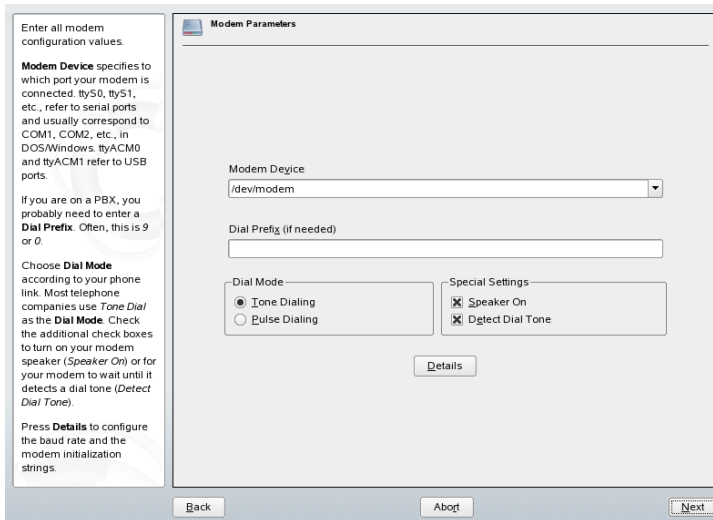 Enter all modem
configuration values.
Modem Device specifies to
which port your modem is
connected. ttyS0, ttyS1,
etc., refer to serial ports
and usually correspond to
COM1, COM2, etc., in
DOS/Windows. ttyACM0
and ttyACM1 refer to USB
ports.
If you are on a PBX, you
probably need to enter a
Dial Prefix. Often, this is 9
or 0.
Choose Dial Mode
according to your phone
link. Most telephone
companies use Tone Dial
as the Dial Mode. Check
the additional check boxes
to turn on your modem
speaker (Speaker On) or for
your modem to wait until it
detects a dial tone (Detect
Dial Tone).
Press Details to configure
the baud rate and the
modem initialization
strings.
Modem Parameters
Modem Device
/dev/modem
Dial Prefix (if needed)
Dial Mode
Tone Dialing
Pulse Dialing
Special Settings
Speaker On
Detect Dial Tone
Details
Back
Abort
Next